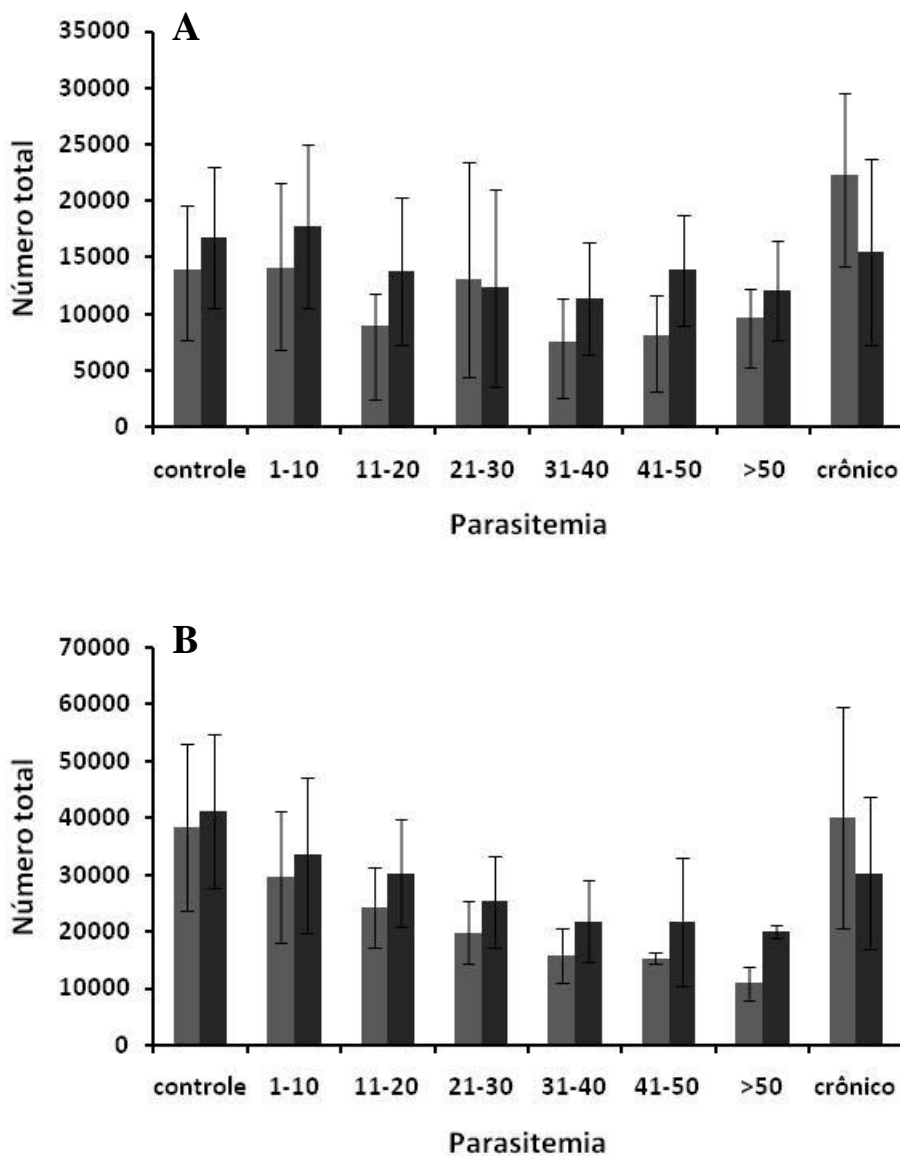 A
35000
30000
25000
20000
15000
10000
5000
0
Número total
controle 1-10 11-20 21-30 31-40 41-50 >50 crônico
Parasitemia
B
70000
60000
50000
40000
30000
20000
10000
0
Número total
controle 1-10 11-20 21-30 31-40 41-50 >50 crônico
Parasitemia